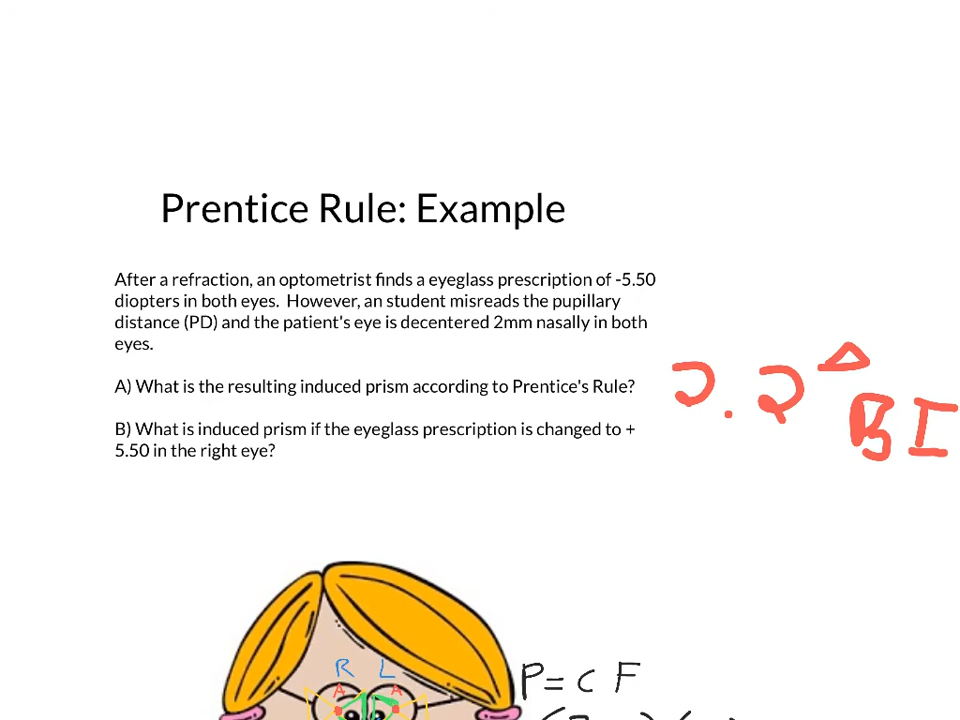 Prentice Rule: Example
After a refraction, an optometrist finds a eyeglass prescription of -5.50
diopters in both eyes. However, an student misreads the pupillary
distance (PD) and the patient's eye is decentered 2mm nasally in both
eyes.
A) What is the resulting induced prism according to Prentice's Rule?
2.2Δ
BI
B) What is induced prism if the eyeglass prescription is changed to +
5.50 in the right eye?
R L
A A
P= C F